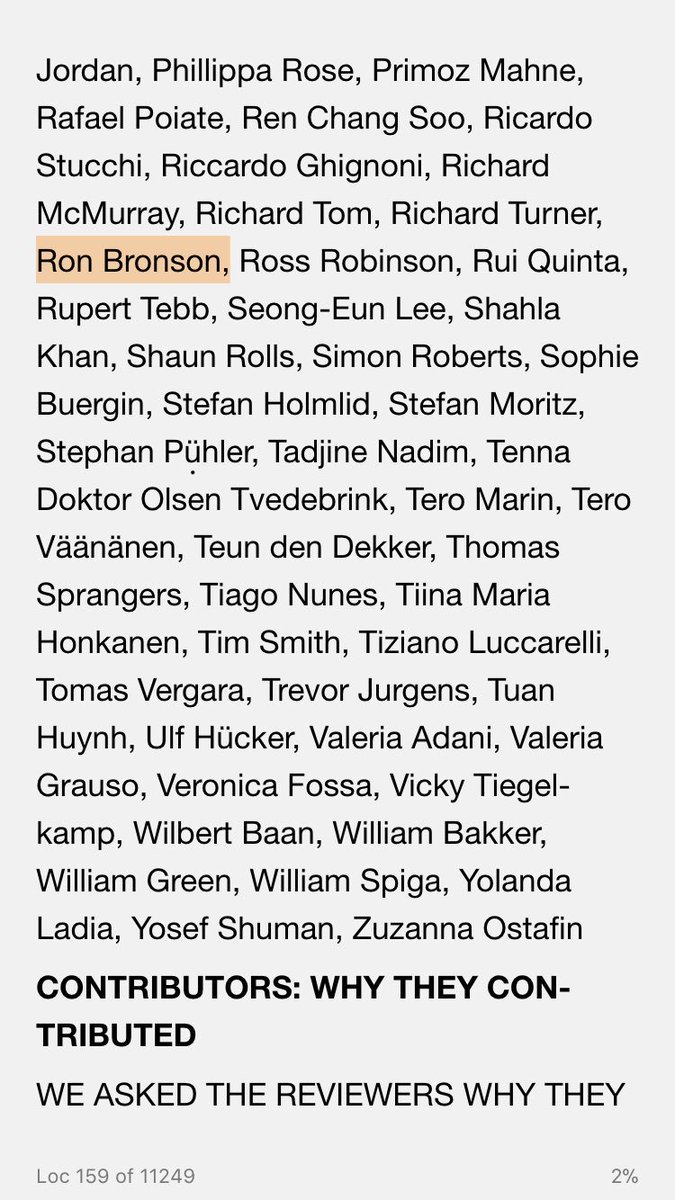 Jordan, Phillippa Rose, Primoz Mahne,
Rafael Poiate, Ren Chang Soo, Ricardo
Stucchi, Riccardo Ghignoni, Richard
McMurray, Richard Tom, Richard Turner,
Ron Bronson, Ross Robinson, Rui Quinta,
Rupert Tebb, Seong-Eun Lee, Shahla
Khan, Shaun Rolls, Simon Roberts, Sophie
Buergin, Stefan Holmlid, Stefan Moritz,
Stephan Pühler, Tadjine Nadim, Tenna
Doktor Olsen Tvedebrink, Tero Marin, Tero
Väänänen, Teun den Dekker, Thomas
Sprangers, Tiago Nunes, Tiina Maria
Honkanen, Tim Smith, Tiziano Luccarelli,
Tomas Vergara, Trevor Jurgens, Tuan
Huynh, Ulf Hücker, Valeria Adani, Valeria
Grauso, Veronica Fossa, Vicky Tiegel-
kamp, Wilbert Baan, William Bakker,
William Green, William Spiga, Yolanda
Ladia, Yosef Shuman, Zuzanna Ostafin
CONTRIBUTORS: WHY THEY CON-
TRIBUTED
WE ASKED THE REVIEWERS WHY THEY
Loc 159 of 11249 2%